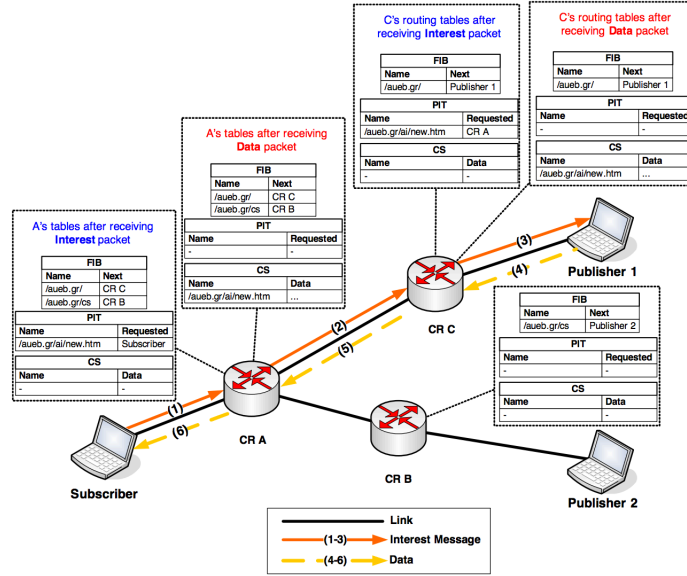 C's routing tables after
receiving Interest packet
FIB
Name Next
/aueb.gr/ Publisher 1
PIT
Name Requested
/aueb.gr/ai/new.htm CR A
CS
Name Data
- -
C's routing tables after
receiving Data packet
FIB
Name Next
/aueb.gr/ Publisher 1
PIT
Name Requested
- -
CS
Name Data
/aueb.gr/ai/new.htm ...
A's tables after receiving
Data packet
FIB
Name Next
/aueb.gr/ CR C
/aueb.gr/cs CR B
PIT
Name Requested
- -
CS
Name Data
/aueb.gr/ai/new.htm ...
A's tables after receiving
Interest packet
FIB
Name Next
/aueb.gr/ CR C
/aueb.gr/cs CR B
PIT
Name Requested
/aueb.gr/ai/new.htm Subscriber
CS
Name Data
- -
(3)
(4)
Publisher 1
CR C
(2)
(5)
FIB
Name Next
/aueb.gr/cs Publisher 2
PIT
Name Requested
- -
CS
Name Data
- -
(1)
(6)
CR A
CR B
Subscriber
Publisher 2
Link
(1-3) Interest Message
(4-6) Data